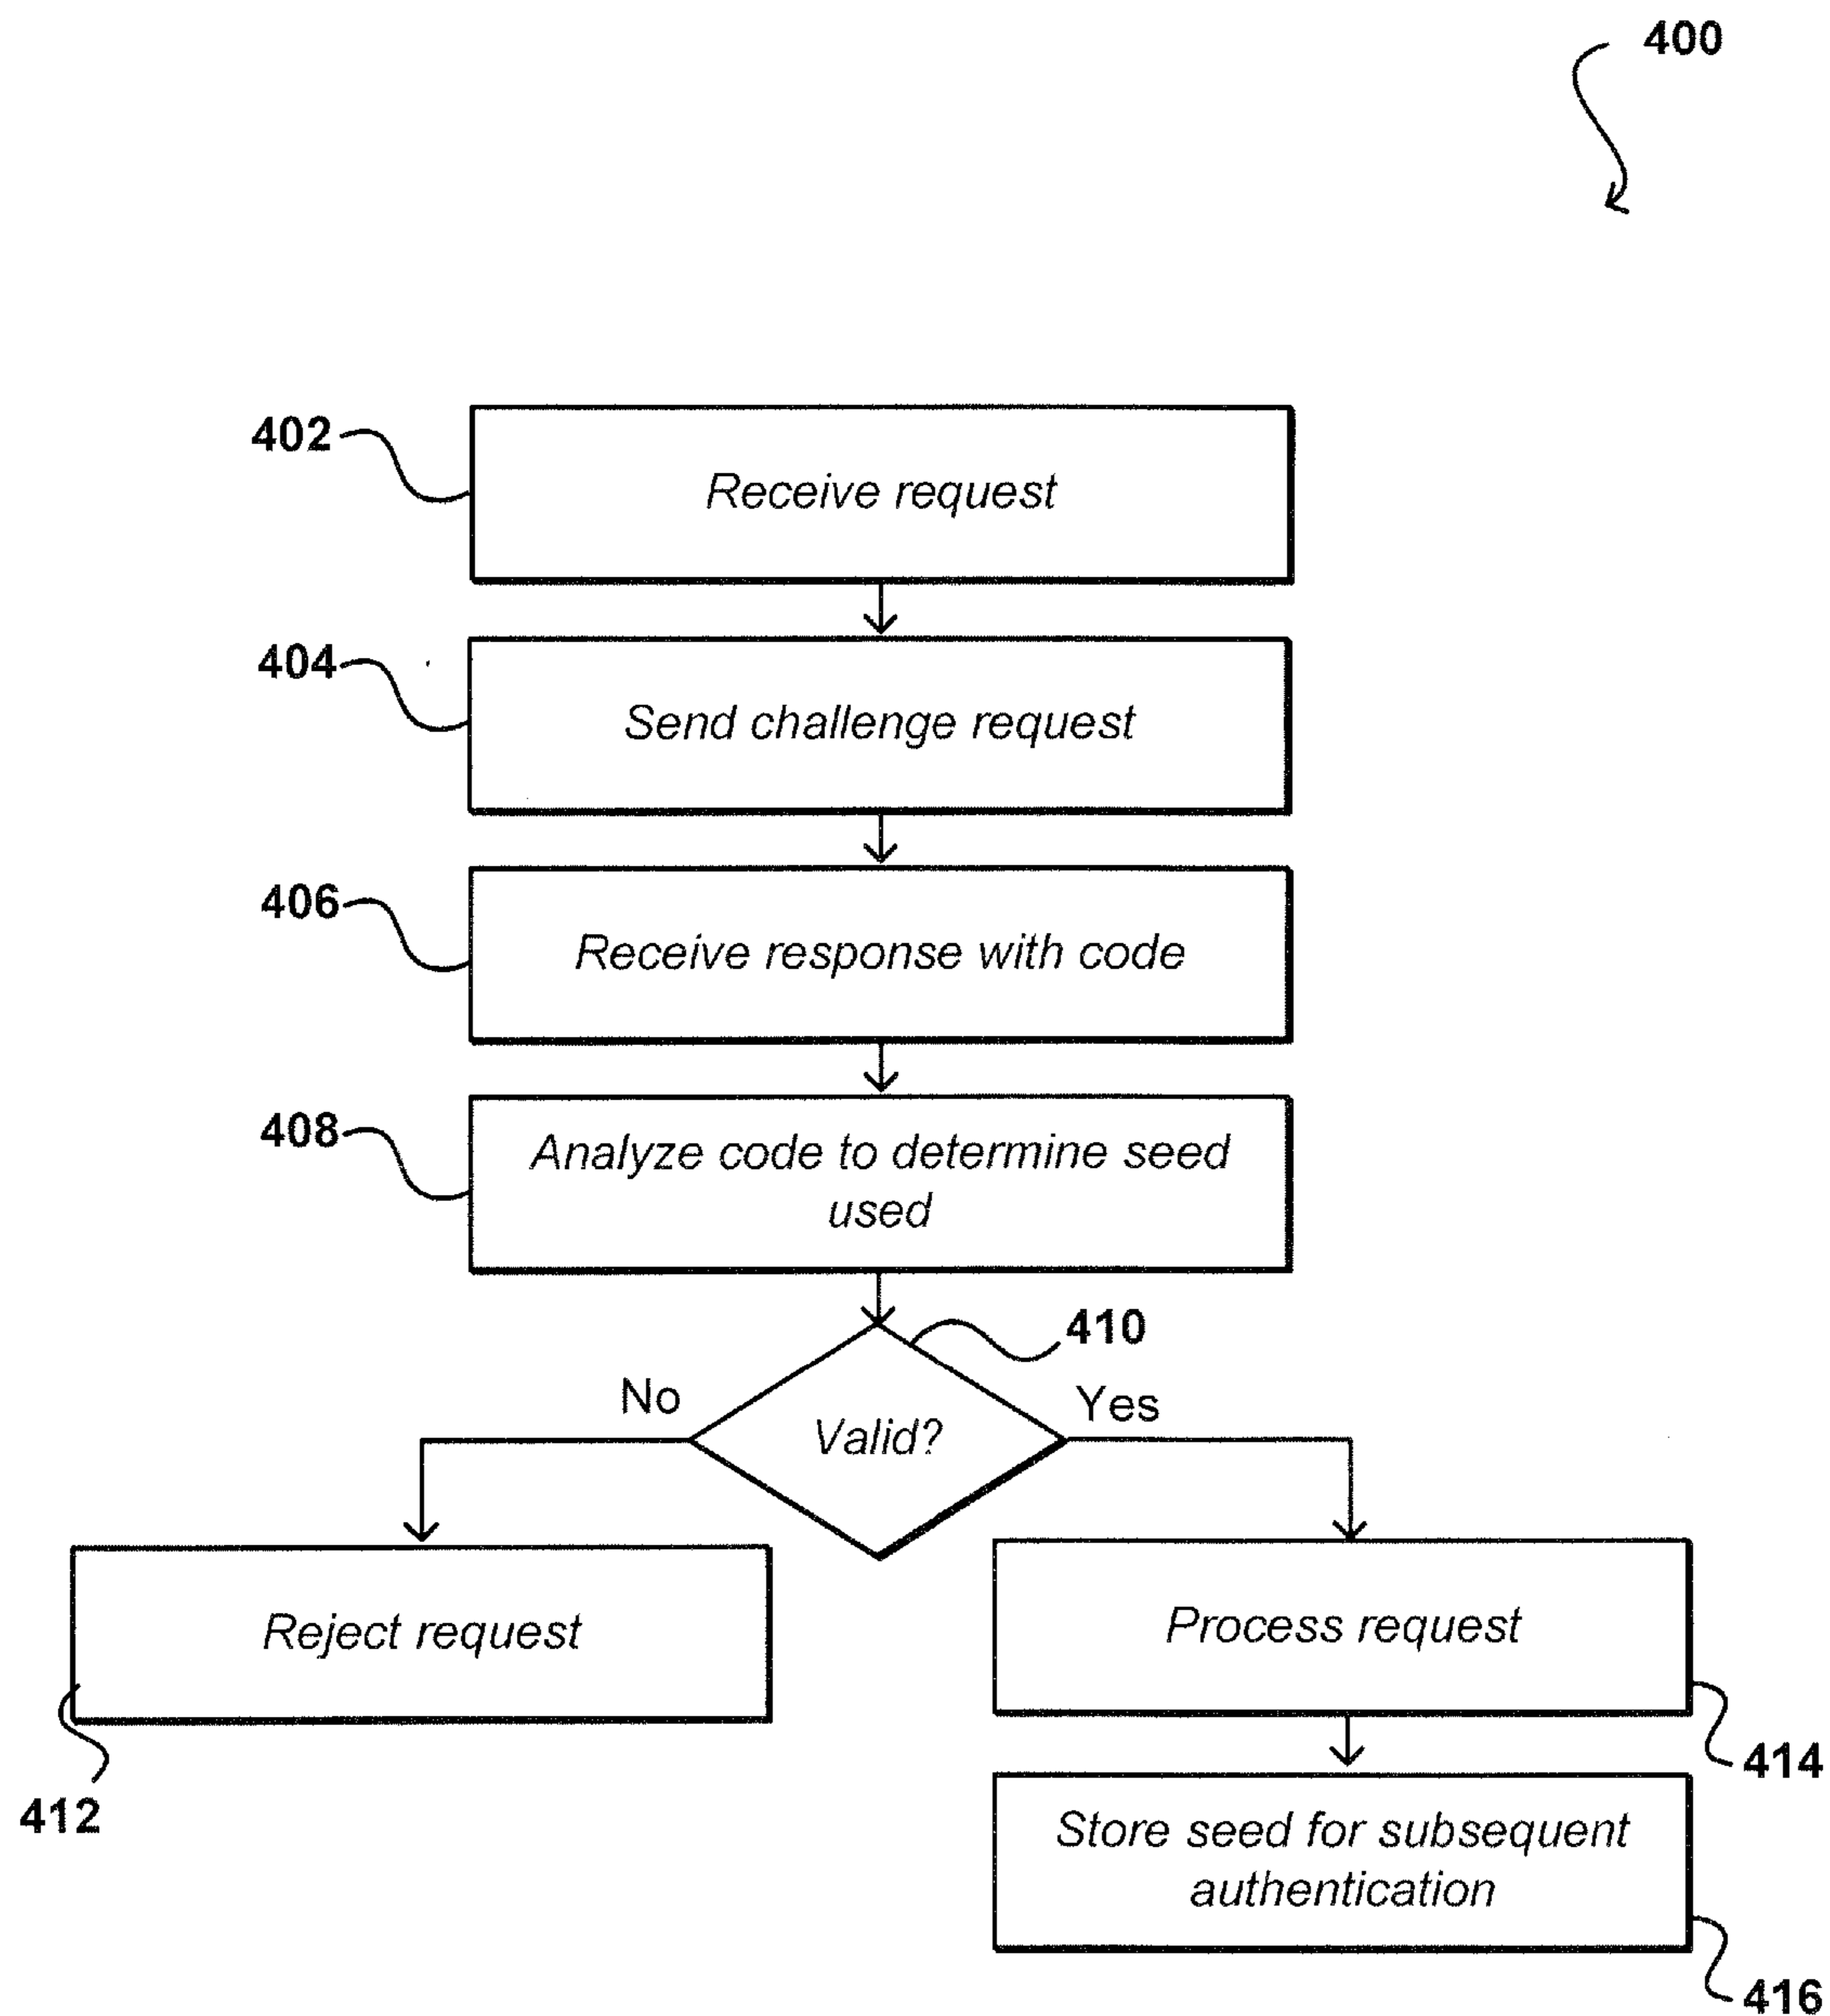 400
402
Receive request
404
Send challenge request
406
Receive response with code
408
Analyze code to determine seed
used
410
No
Yes
Valid?
Reject request
Process request
412
414
Store seed for subsequent
authentication
416